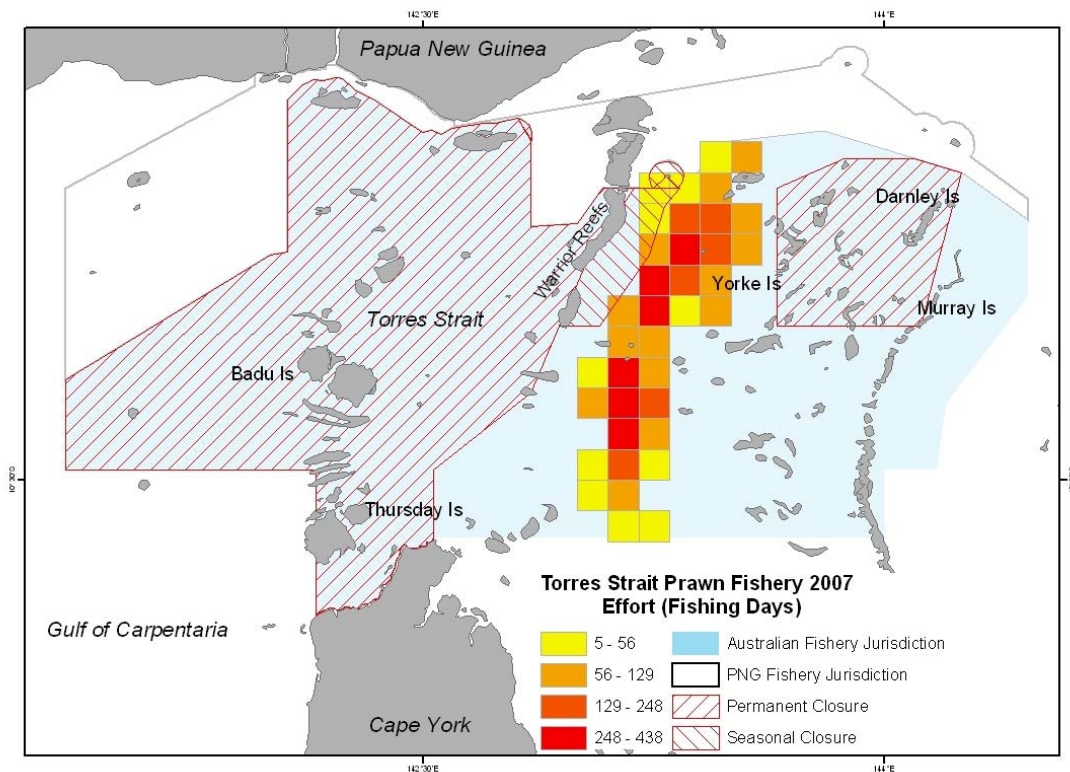 142°30'
144°
Papua New Guinea
Darnley Is
Warrior Reefs
Yorke Is
Murray Is
Torres Strait
Badu Is
Thursday Is
Gulf of Carpentaria
Cape York
Torres Strait Prawn Fishery 2007
Effort (Fishing Days)
5 - 56
Australian Fishery Jurisdiction
56 - 129
PNG Fishery Jurisdiction
129 - 248
Permanent Closure
248 - 438
Seasonal Closure
142°30'
144°